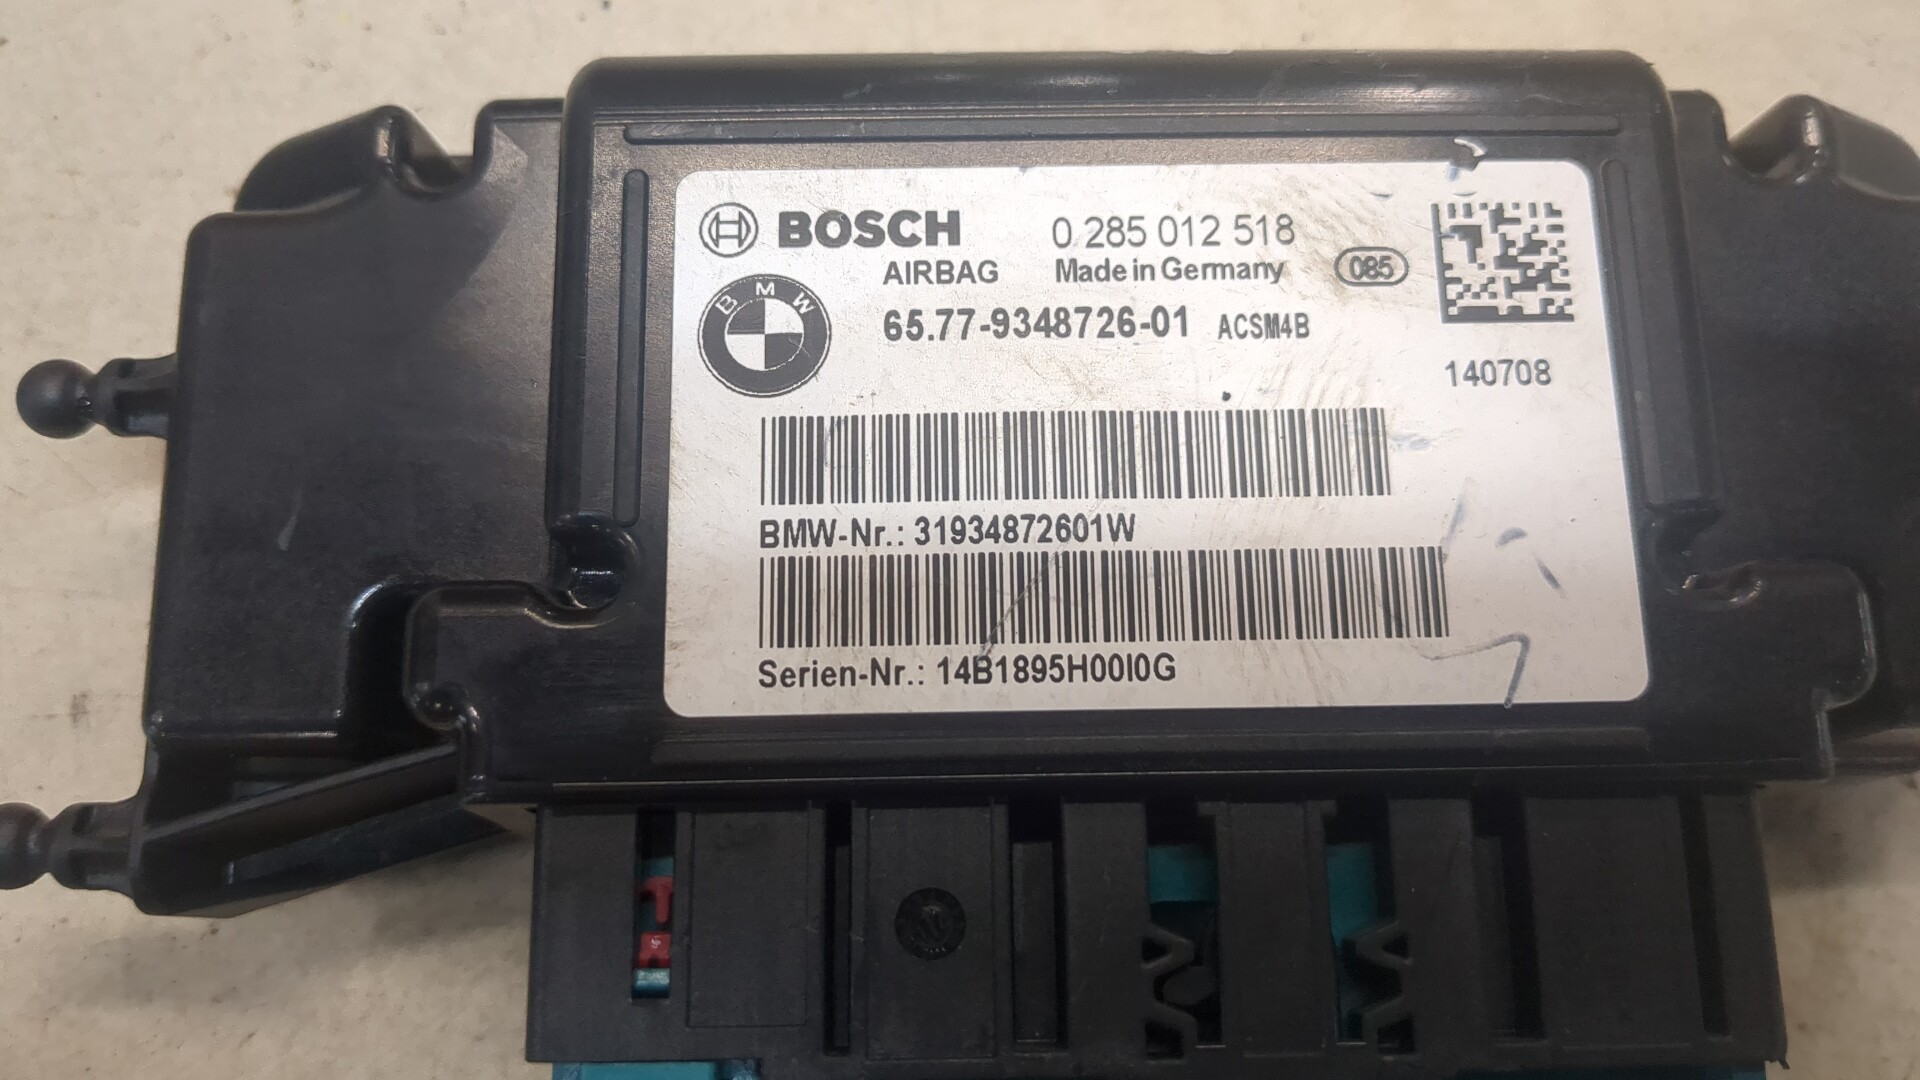 BOSCH 0 285 012 518
AIRBAG Made in Germany 085
BMW
65.77-9348726-01 ACSM4B
140708
BMW-Nr.: 31934872601W
Serien-Nr.: 14B1895H00I0G